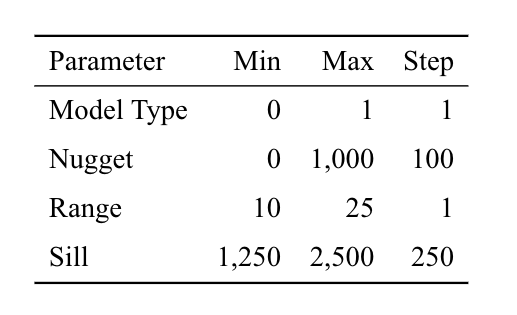 Parameter Min Max Step
Model Type 0 1 1
Nugget 0 1,000 100
Range 10 25 1
Sill 1,250 2,500 250